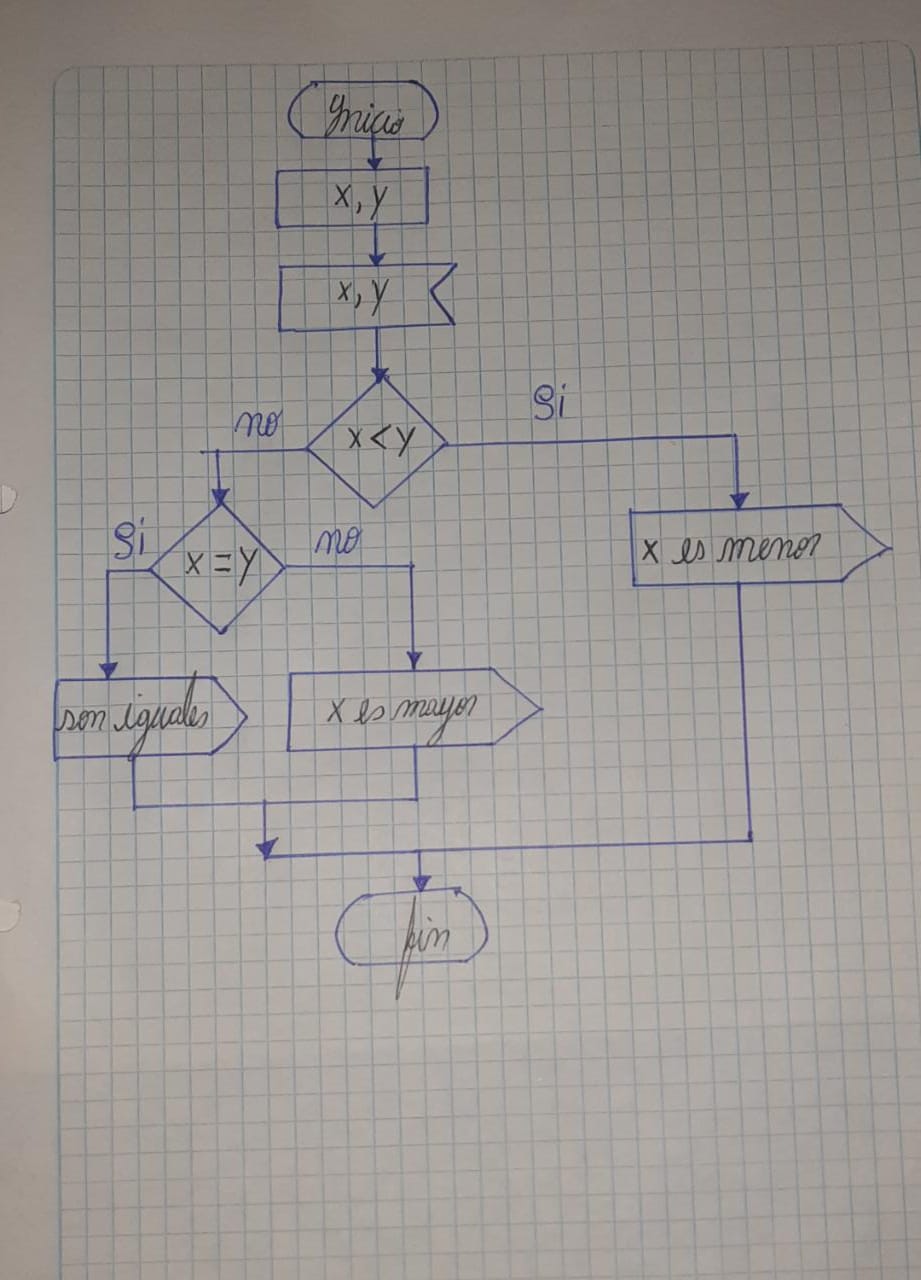 Inicio
x, y
x, y
x < y
no
Si
x = y
Si
no
x es menor
son iguales
x es mayor
fin